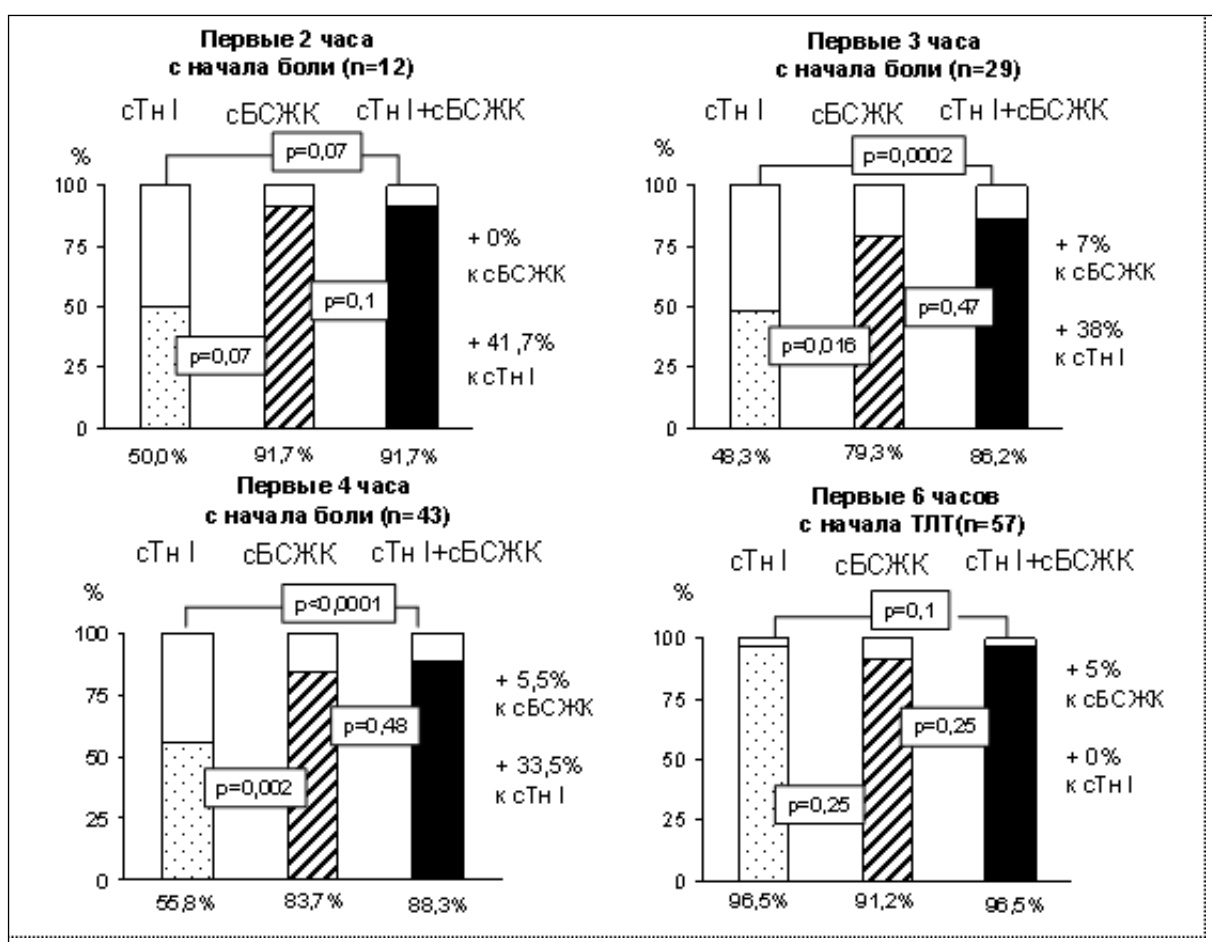 Первые 2 часа
с начала боли (n=12)
сТн I сБСЖК сТн I+сБСЖК
%
p=0,07
100
75
50
25
0
+ 0%
к сБСЖК
p=0,1
+ 41,7%
к сТн I
p=0,07
50,0% 91,7% 91,7%
Первые 3 часа
с начала боли (n=29)
сТн I сБСЖК сТн I+сБСЖК
%
p=0,0002
100
75
50
25
0
+ 7%
к сБСЖК
p=0,47
+ 38%
к сТн I
p=0,016
48,3% 79,3% 86,2%
Первые 4 часа
с начала боли (n=43)
сТн I сБСЖК сТн I+сБСЖК
%
p<0,0001
100
75
50
25
0
+ 5,5%
к сБСЖК
p=0,48
+ 33,5%
к сТн I
p=0,002
55,8% 83,7% 88,3%
Первые 6 часов
с начала ТЛТ(n=57)
сТн I сБСЖК сТн I+сБСЖК
%
p=0,1
100
75
50
25
0
+ 5%
к сБСЖК
p=0,25
+ 0%
к сТн I
p=0,25
96,5% 91,2% 96,5%